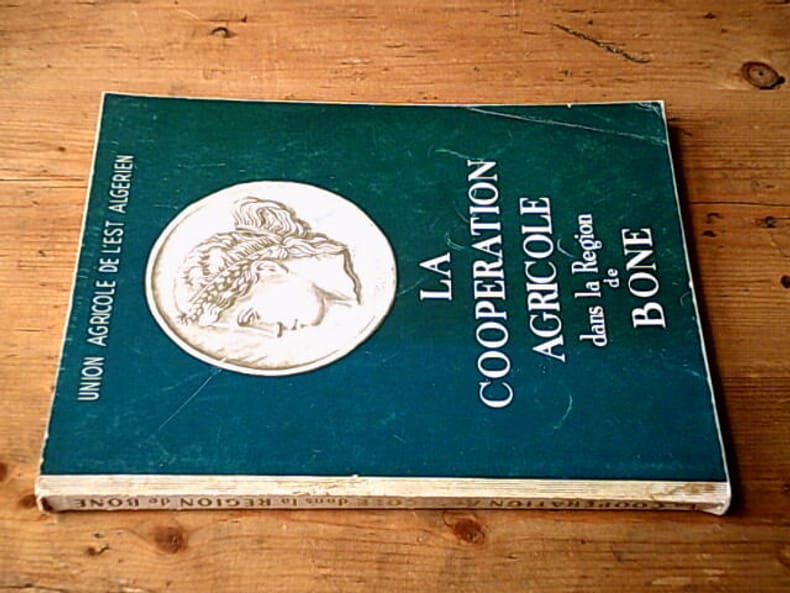 UNION AGRICOLE DE L'EST ALGERIEN
LA
COOPERATION
AGRICOLE
dans la Region
de
BONE
La COOPERATION AGRICOLE dans la REGION de BONE